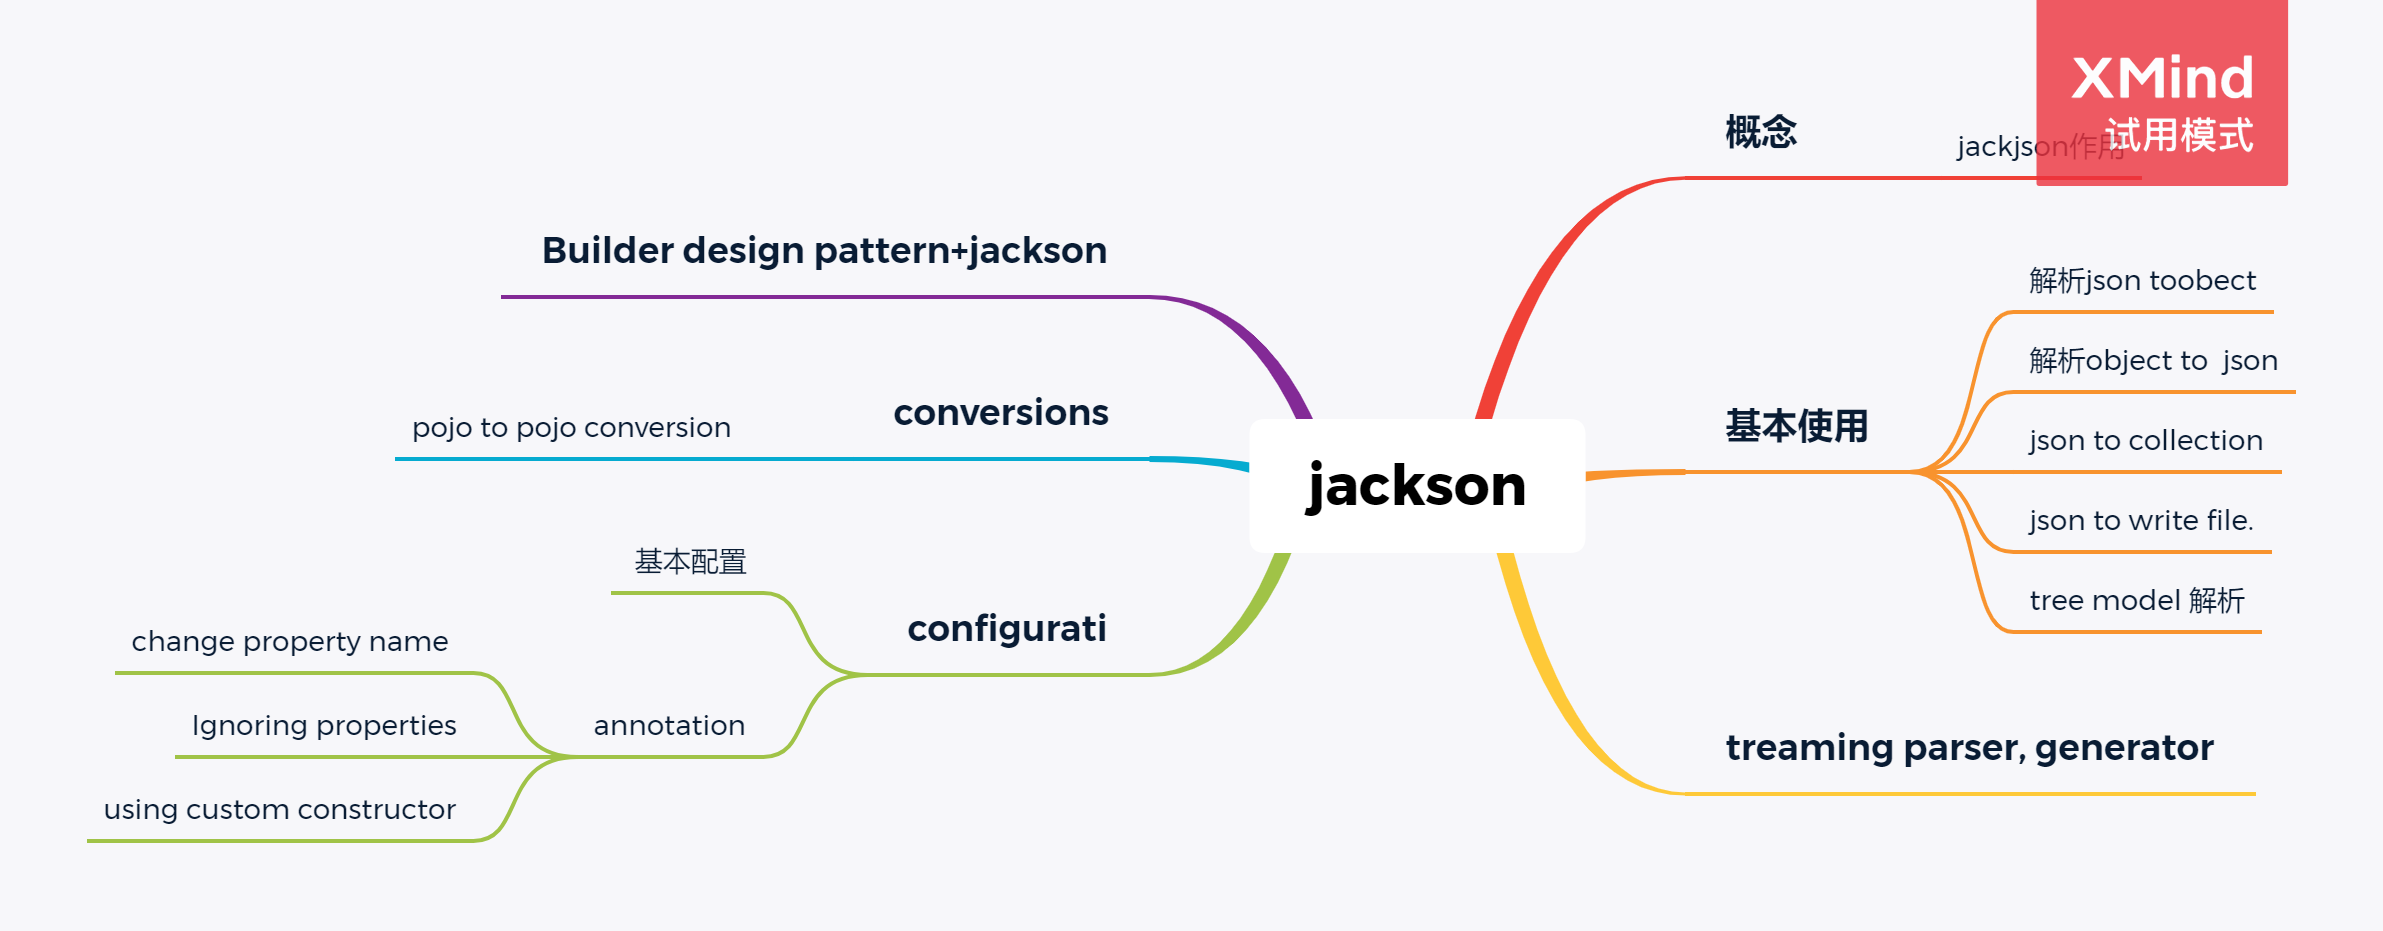 jackson
概念
jackjson作用
XMind
试用模式
基本使用
解析json toobect
解析object to  json
json to collection
json to write file.
tree model 解析
treaming parser, generator
Builder design pattern+jackson
conversions
pojo to pojo conversion
configurati
基本配置
annotation
change property name
Ignoring properties
using custom constructor